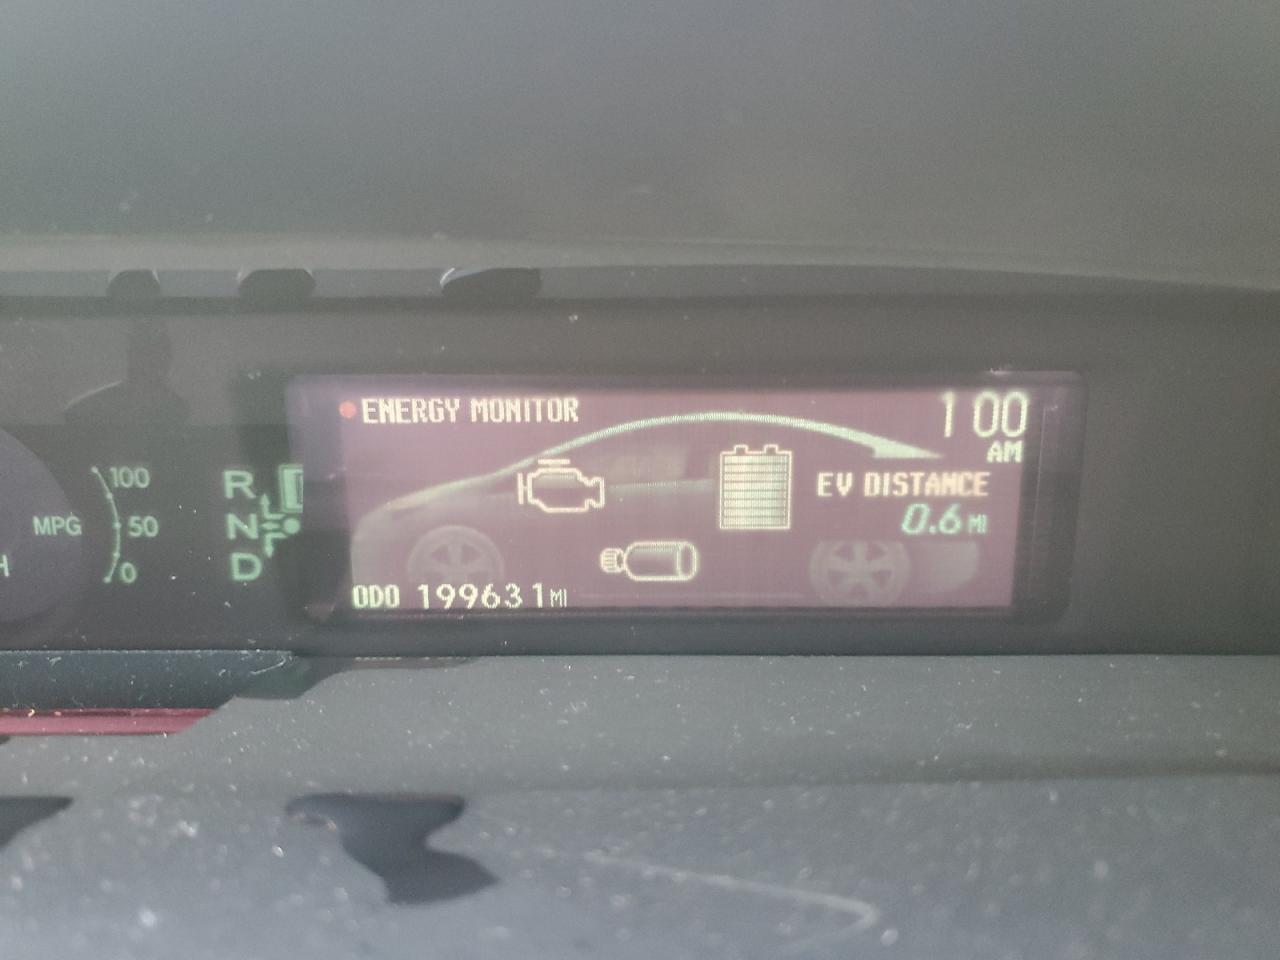 ENERGY MONITOR
1 00
AM
EV DISTANCE
0.6 MI
ODO 199631 MI
100
MPG 50
0
R
N
D
H